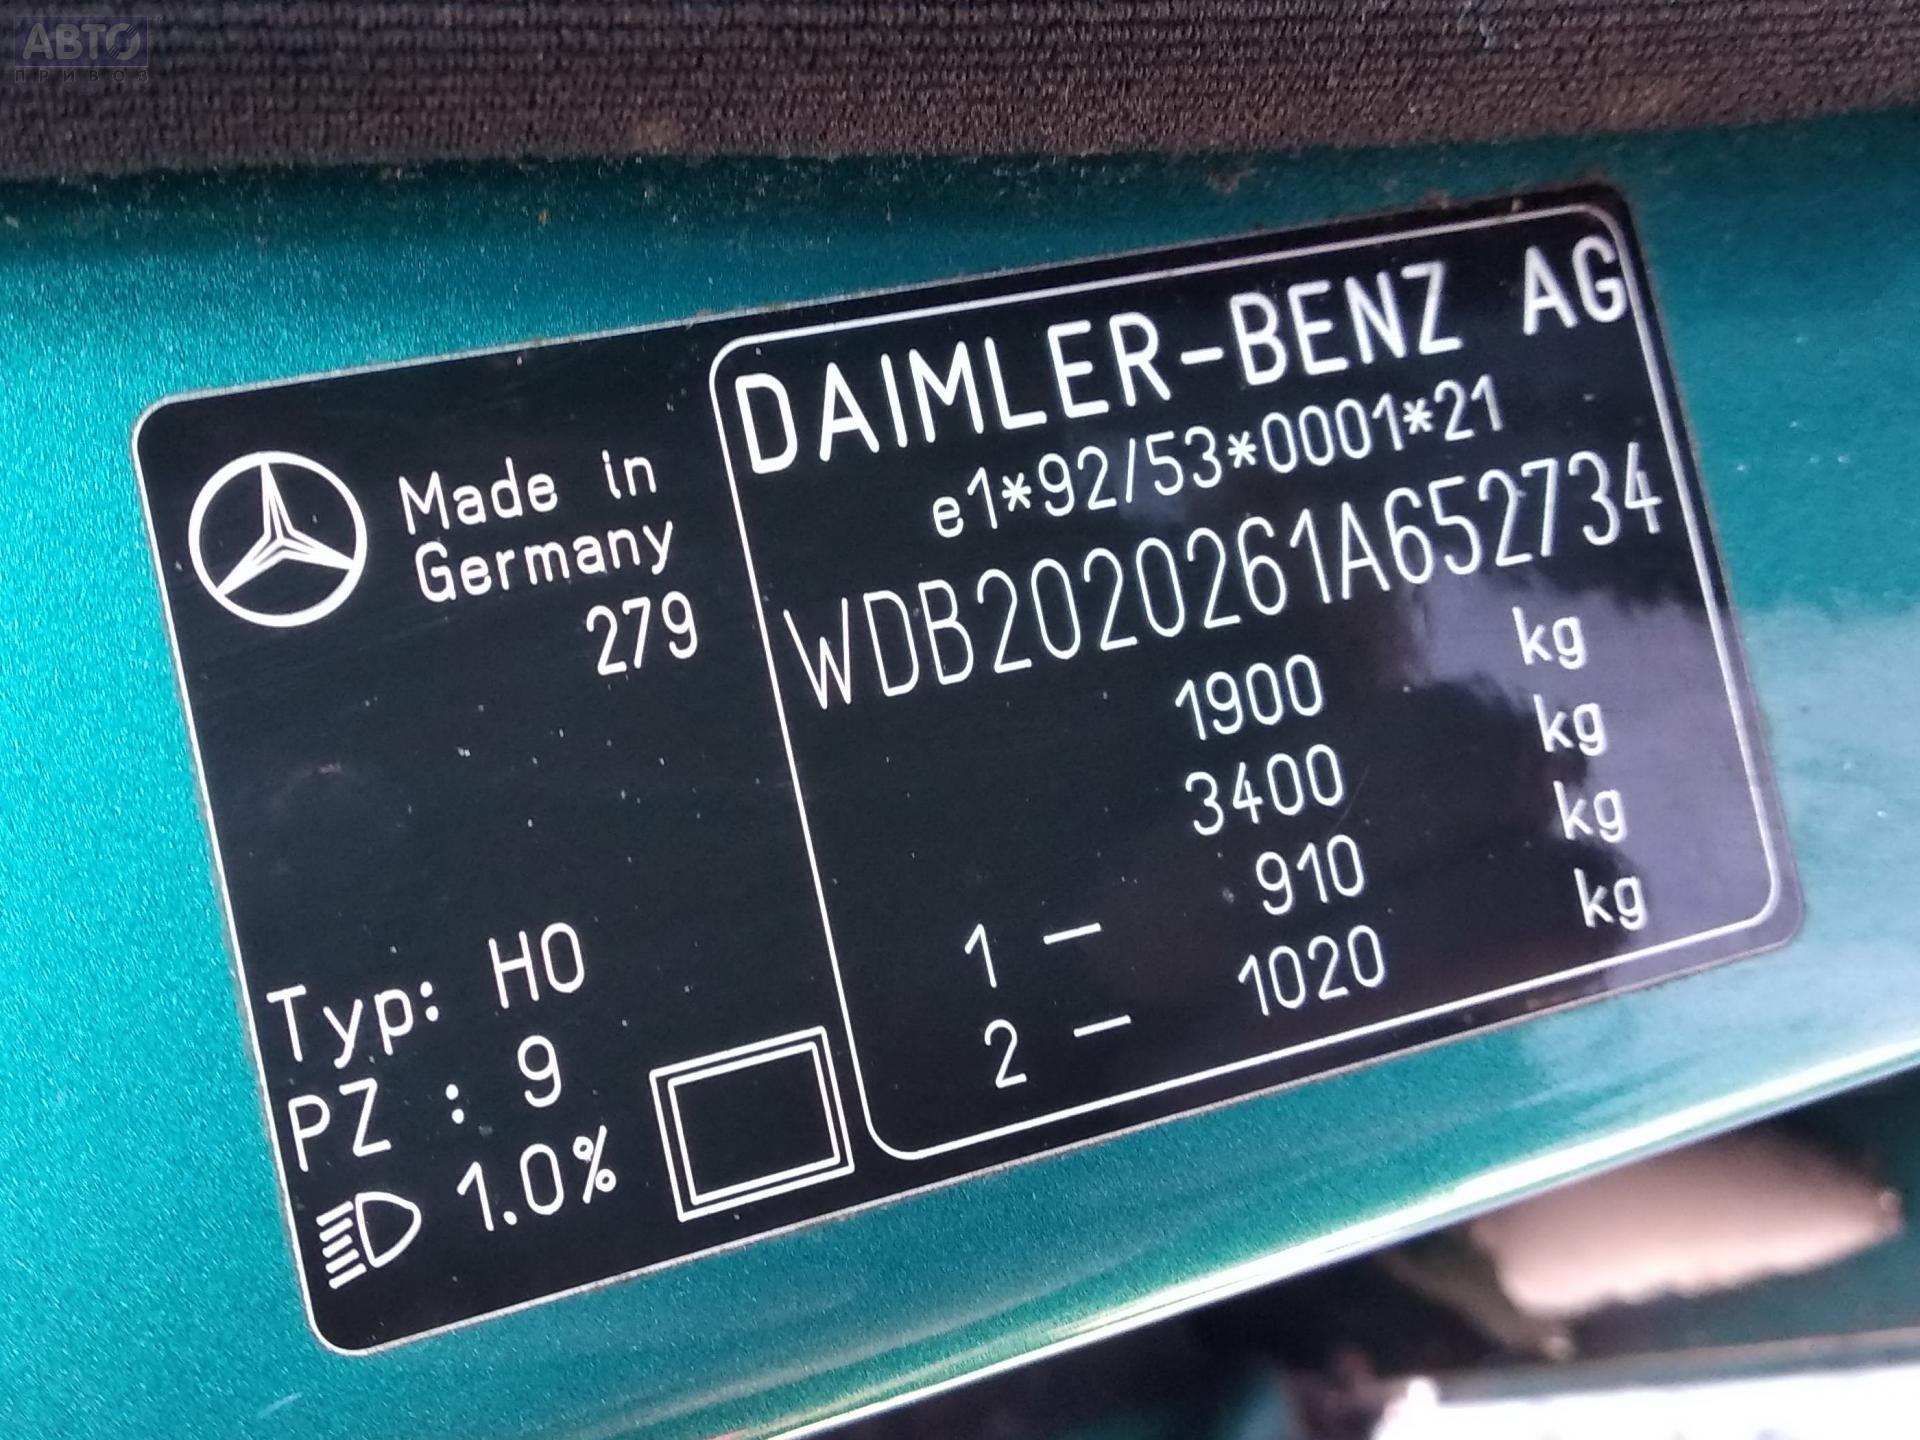 АВТО
ПРИВОЗ
Made in
Germany
279
Typ: HO
PZ : 9
1.0%
DAIMLER-BENZ AG
e1*92/53*0001*21
WDB2020261A652734
1900 kg
3400 kg
1 – 910 kg
2 – 1020 kg